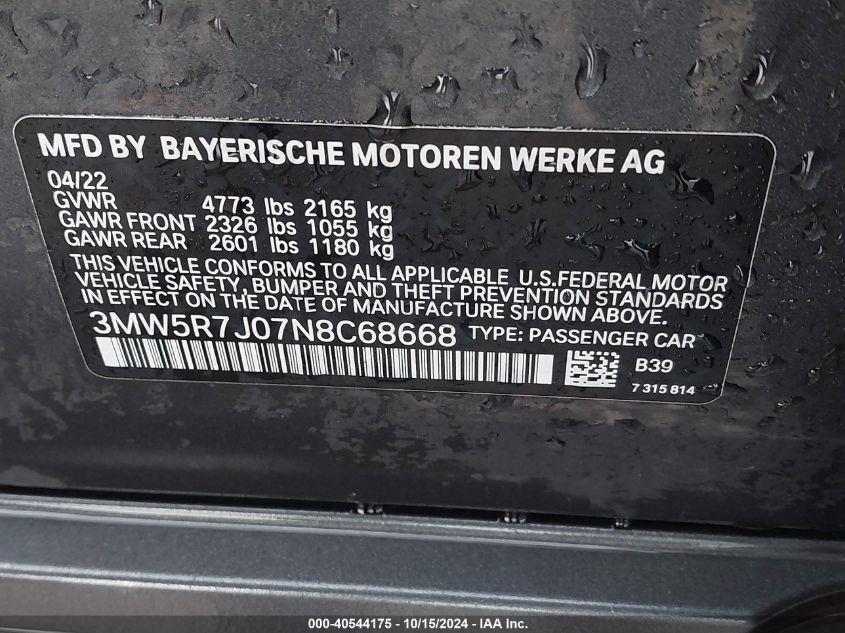 MFD BY BAYERISCHE MOTOREN WERKE AG
04/22
GVWR 4773 lbs 2165 kg
GAWR FRONT 2326 lbs 1055 kg
GAWR REAR 2601 lbs 1180 kg
THIS VEHICLE CONFORMS TO ALL APPLICABLE U.S.FEDERAL MOTOR
VEHICLE SAFETY, BUMPER AND THEFT PREVENTION STANDARDS
IN EFFECT ON THE DATE OF MANUFACTURE SHOWN ABOVE.
3MW5R7J07N8C68668 TYPE: PASSENGER CAR
B39
7 315 814
000-40544175 - 10/15/2024 - IAA Inc.